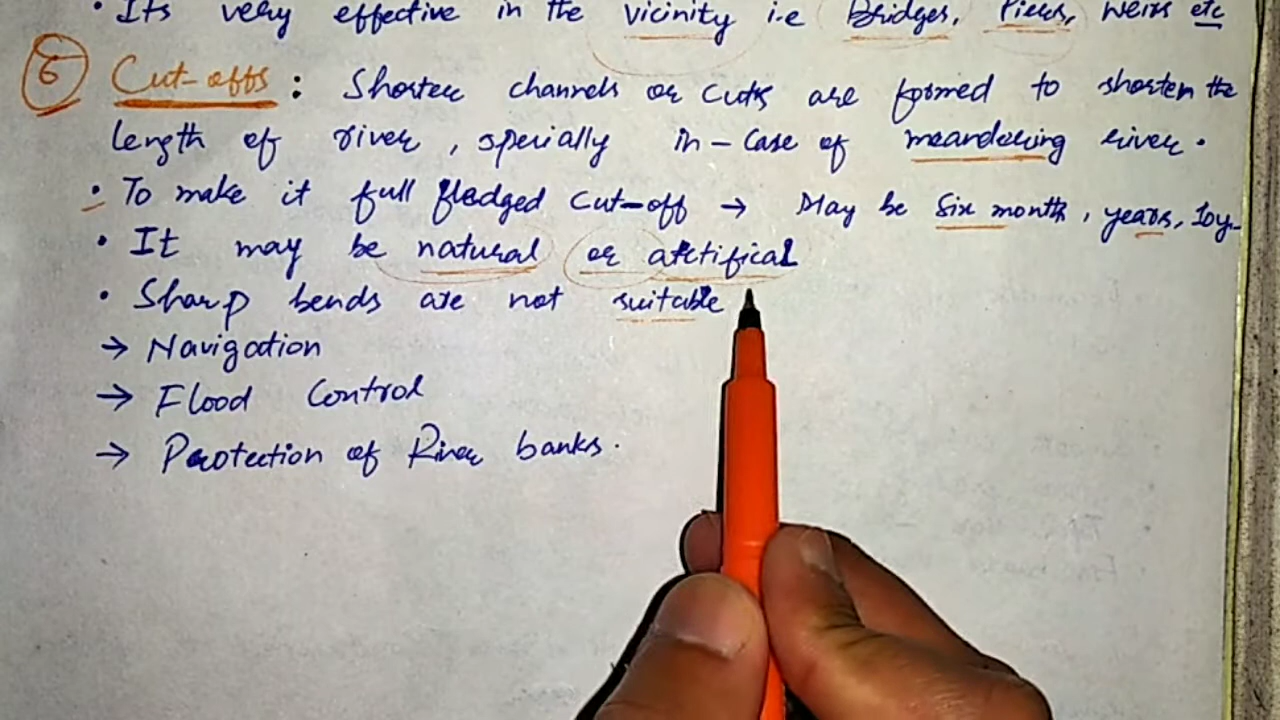 • Its very effective in the vicinity i.e Bridges, Piers, weirs etc
6 Cut-offs : Shorter channels or cuts are formed to shorten the
length of river, specially in-case of meandering river.
• To make it full fledged cut-off → May be six month, years, 10y.
• It may be natural or artifical
• Sharp bends are not suitable
→ Navigation
→ Flood Control
→ Protection of River banks.